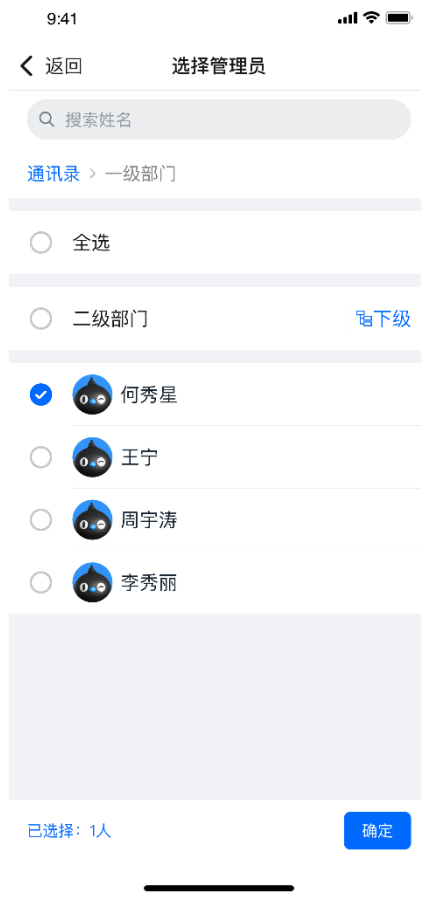 9:41
返回 选择管理员
搜索姓名
通讯录 > 一级部门
全选
二级部门 下级
何秀星
王宁
周宇涛
李秀丽
已选择：1人 确定